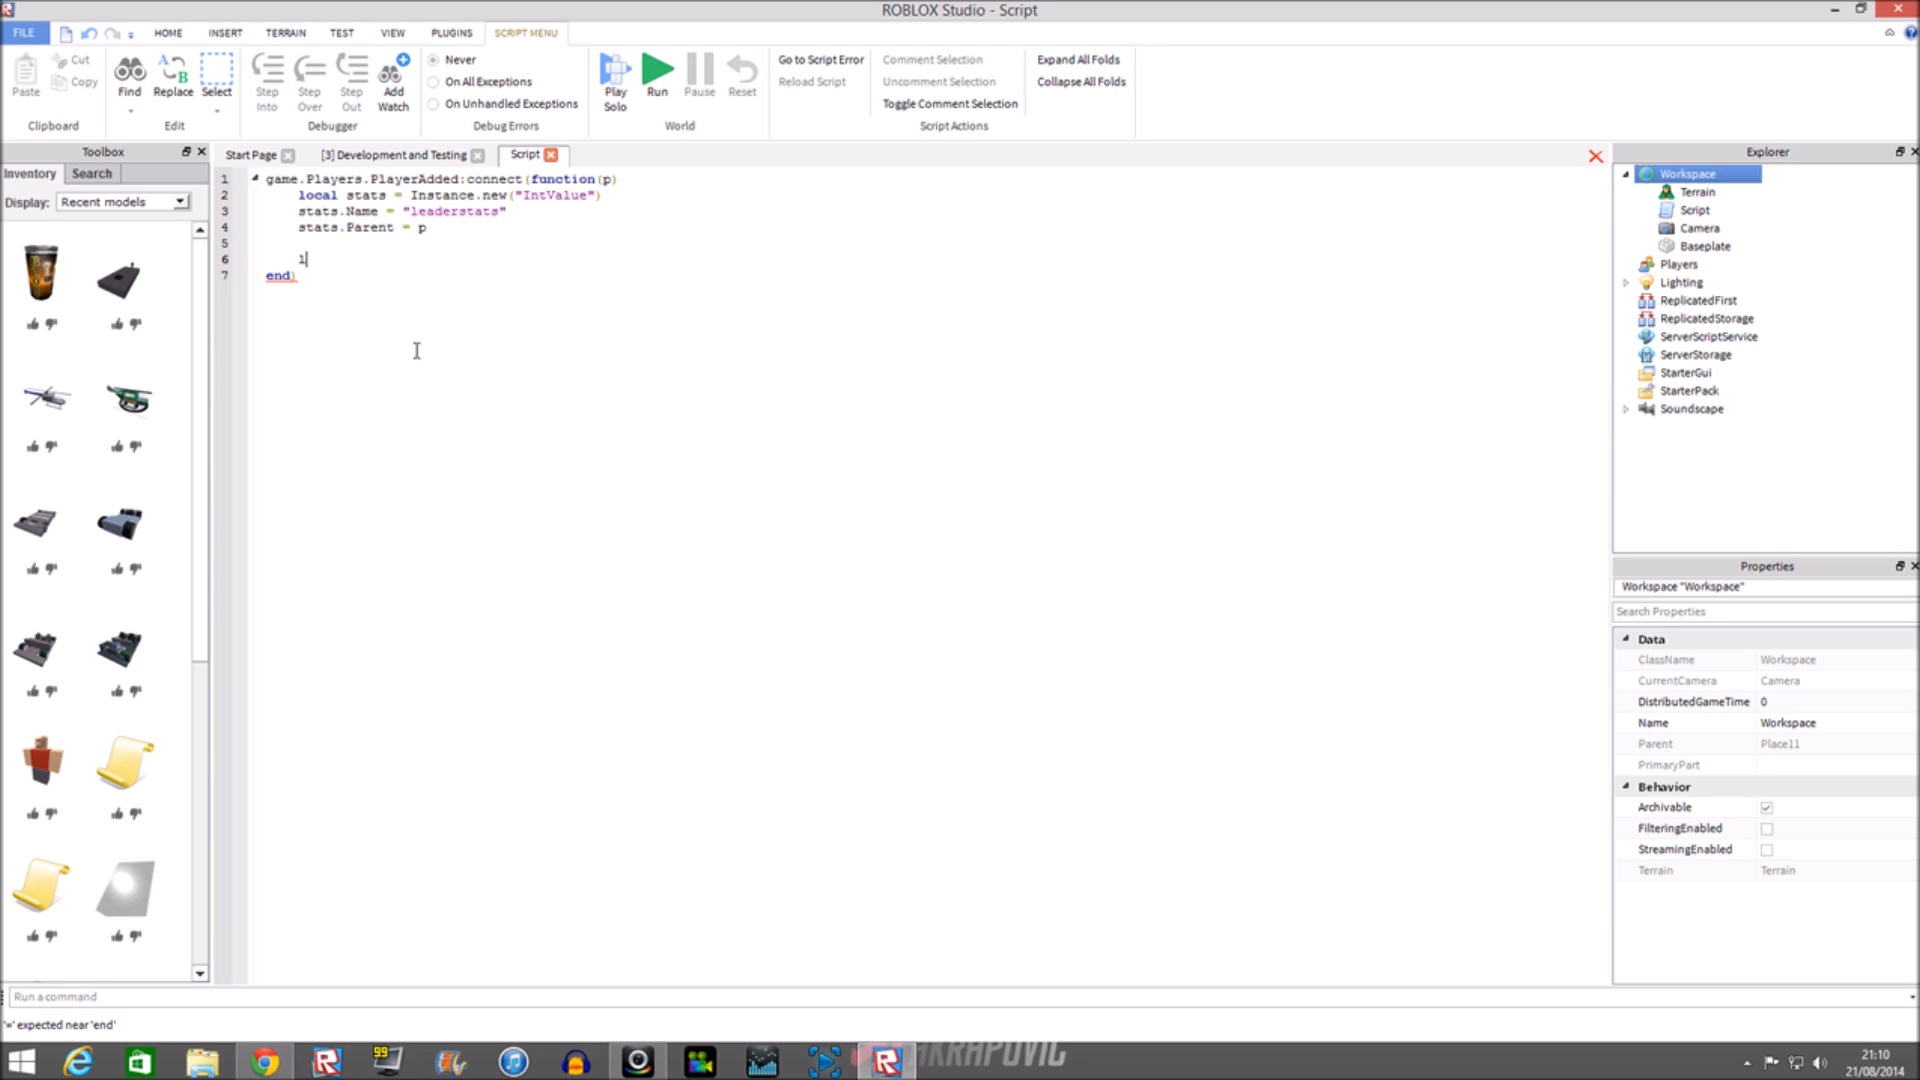 ROBLOX Studio - Script
FILE HOME INSERT TERRAIN TEST VIEW PLUGINS SCRIPT MENU
Paste Cut Copy Clipboard
Find Replace Select Edit
Step Into Step Over Step Out Add Watch Debugger
Never
On All Exceptions
On Unhandled Exceptions
Debug Errors
Play Solo Run Pause Reset World
Go to Script Error
Reload Script
Comment Selection
Uncomment Selection
Toggle Comment Selection
Script Actions
Expand All Folds
Collapse All Folds
Toolbox
Inventory Search
Display: Recent models
Start Page [3] Development and Testing Script
1 game.Players.PlayerAdded:connect(function(p)
2 local stats = Instance.new("IntValue")
3 stats.Name = "leaderstats"
4 stats.Parent = p
5
6 l
7 end)
Explorer
Workspace
Terrain
Script
Camera
Baseplate
Players
Lighting
ReplicatedFirst
ReplicatedStorage
ServerScriptService
ServerStorage
StarterGui
StarterPack
Soundscape
Properties
Workspace "Workspace"
Search Properties
Data
ClassName Workspace
CurrentCamera Camera
DistributedGameTime 0
Name Workspace
Parent Place11
PrimaryPart
Behavior
Archivable
FilteringEnabled
StreamingEnabled
Terrain Terrain
Run a command
'=' expected near 'end'
99
AKRAPOVIC
21:10
21/08/2014